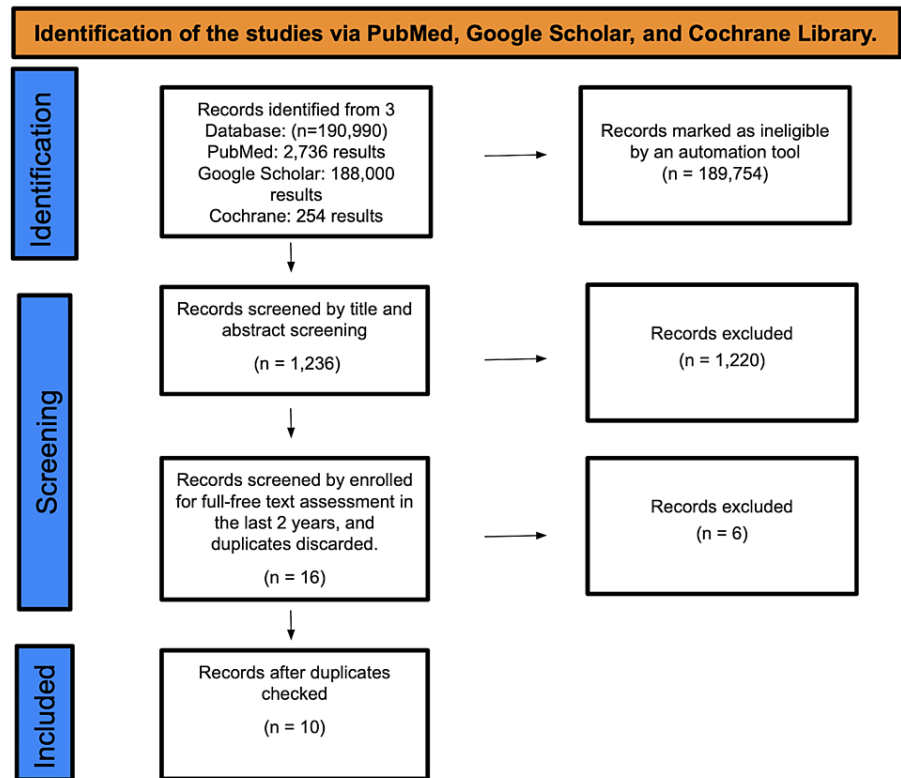 Identification of the studies via PubMed, Google Scholar, and Cochrane Library.
Identification
Records identified from 3
Database: (n=190,990)
PubMed: 2,736 results
Google Scholar: 188,000
results
Cochrane: 254 results
Records marked as ineligible
by an automation tool
(n = 189,754)
Screening
Records screened by title and
abstract screening
(n = 1,236)
Records excluded
(n = 1,220)
Records screened by enrolled
for full-free text assessment in
the last 2 years, and
duplicates discarded.
(n = 16)
Records excluded
(n = 6)
Included
Records after duplicates
checked
(n = 10)